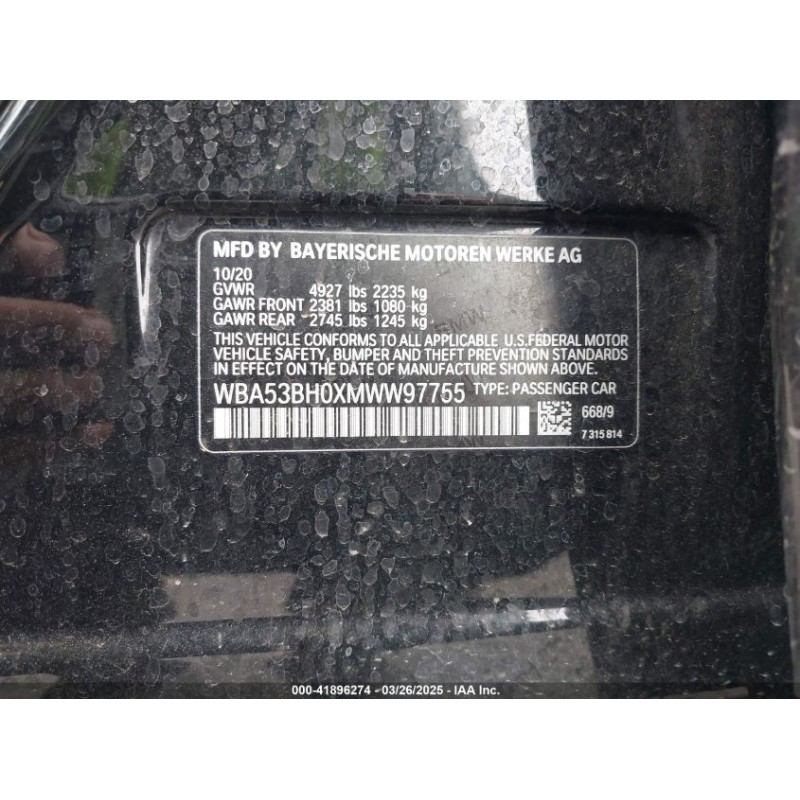 MFD BY BAYERISCHE MOTOREN WERKE AG
10/20
GVWR 4927 lbs 2235 kg
GAWR FRONT 2381 lbs 1080 kg
GAWR REAR 2745 lbs 1245 kg
THIS VEHICLE CONFORMS TO ALL APPLICABLE U.S.FEDERAL MOTOR
VEHICLE SAFETY, BUMPER AND THEFT PREVENTION STANDARDS
IN EFFECT ON THE DATE OF MANUFACTURE SHOWN ABOVE.
WBA53BH0XMWW97755 TYPE: PASSENGER CAR
668/9
7 315 814
000-41896274 - 03/26/2025 - IAA Inc.